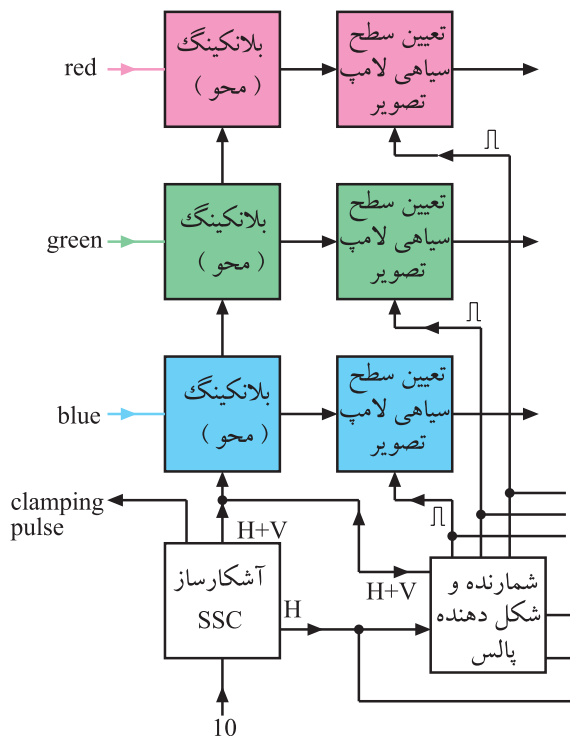 red
بلانکینگ
( محو )
تعیین سطح
سیاهی لامپ
تصویر
green
بلانکینگ
( محو )
تعیین سطح
سیاهی لامپ
تصویر
blue
بلانکینگ
( محو )
تعیین سطح
سیاهی لامپ
تصویر
clamping
pulse
H+V
آشکارساز
SSC
H
H+V
شمارنده و
شکل دهنده
پالس
10